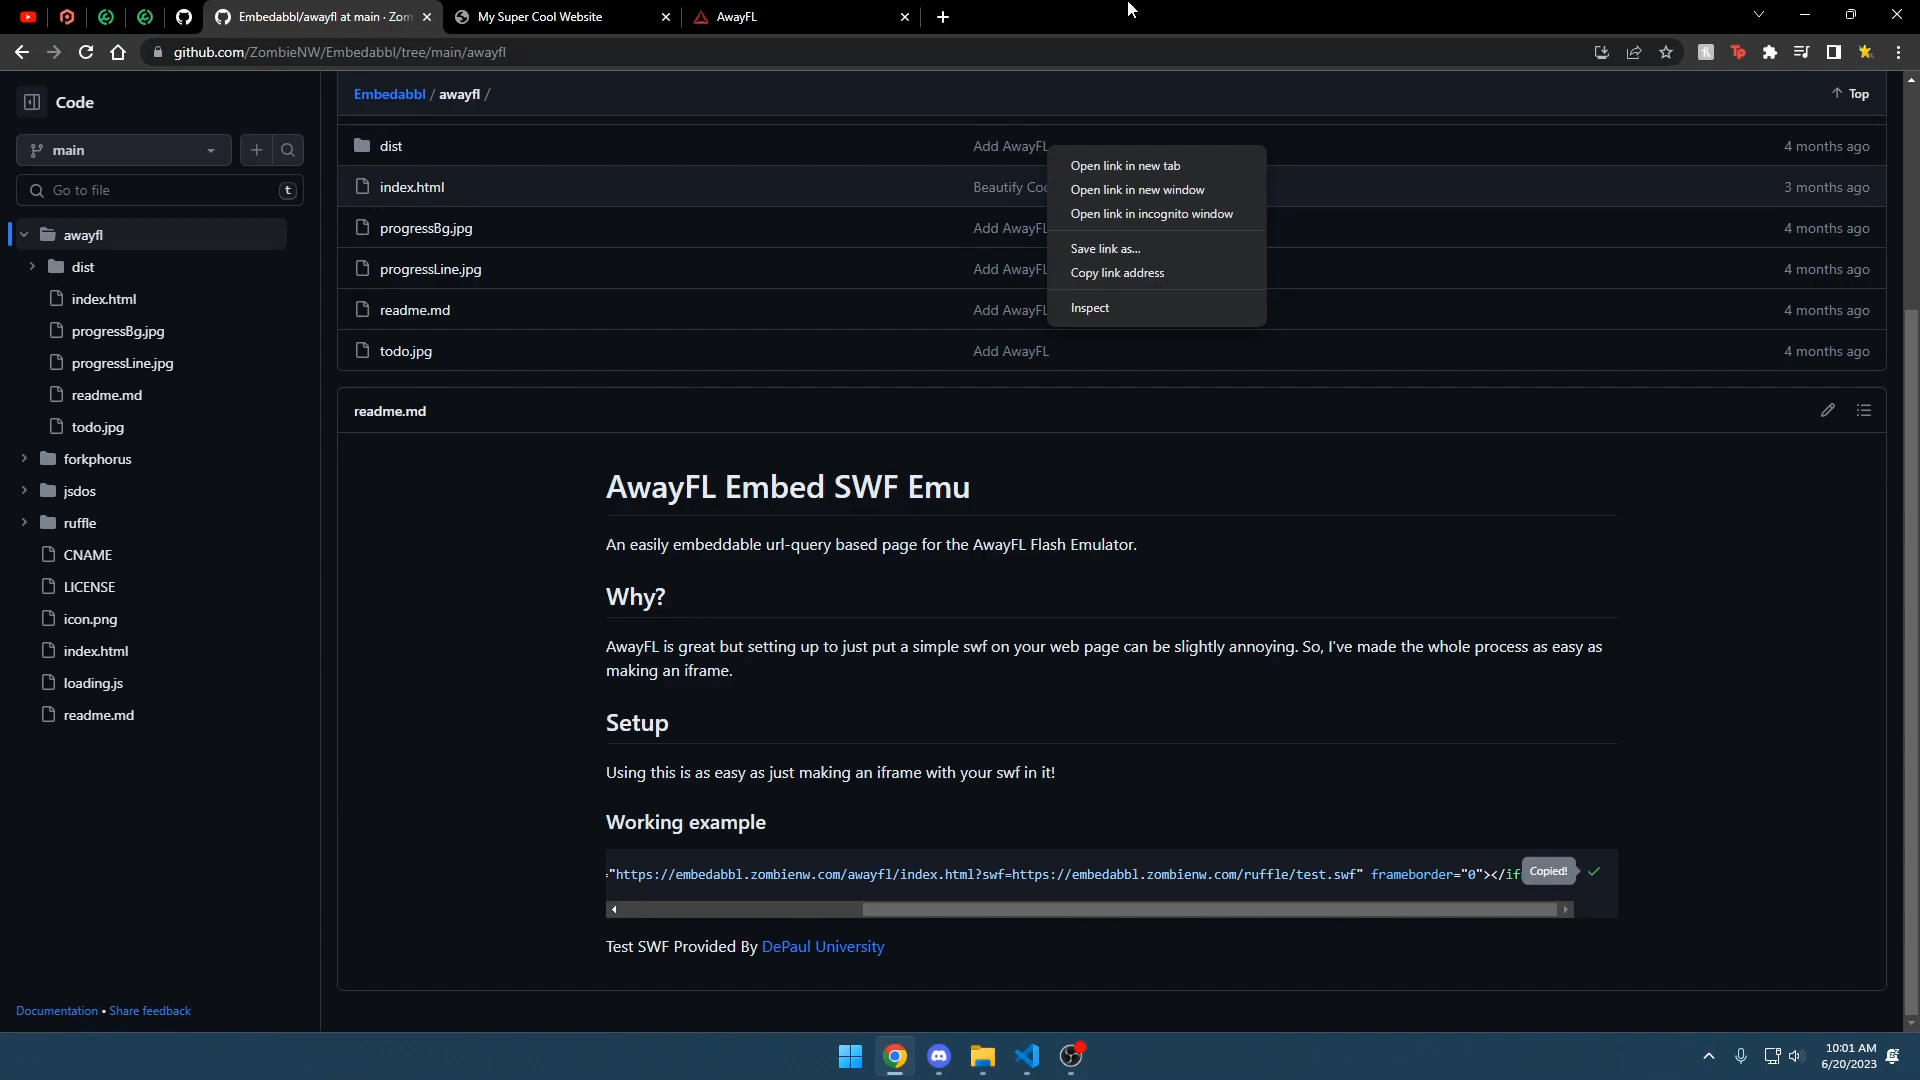 Embedabbl/awayfl at main · Zom
My Super Cool Website
AwayFL
github.com/ZombieNW/Embedabbl/tree/main/awayfl
Tp
Code
main
Go to file
t
awayfl
dist
index.html
progressBg.jpg
progressLine.jpg
readme.md
todo.jpg
forkphorus
jsdos
ruffle
CNAME
LICENSE
icon.png
index.html
loading.js
readme.md
Documentation • Share feedback
Embedabbl / awayfl /
Top
dist Add AwayFL 4 months ago
index.html Beautify Co 3 months ago
progressBg.jpg Add AwayFL 4 months ago
progressLine.jpg Add AwayFL 4 months ago
readme.md Add AwayFL 4 months ago
todo.jpg Add AwayFL 4 months ago
Open link in new tab
Open link in new window
Open link in incognito window
Save link as...
Copy link address
Inspect
readme.md
AwayFL Embed SWF Emu
An easily embeddable url-query based page for the AwayFL Flash Emulator.
Why?
AwayFL is great but setting up to just put a simple swf on your web page can be slightly annoying. So, I've made the whole process as easy as
making an iframe.
Setup
Using this is as easy as just making an iframe with your swf in it!
Working example
="https://embedabbl.zombienw.com/awayfl/index.html?swf=https://embedabbl.zombienw.com/ruffle/test.swf" frameborder="0"></if
Copied!
Test SWF Provided By DePaul University
10:01 AM
6/20/2023